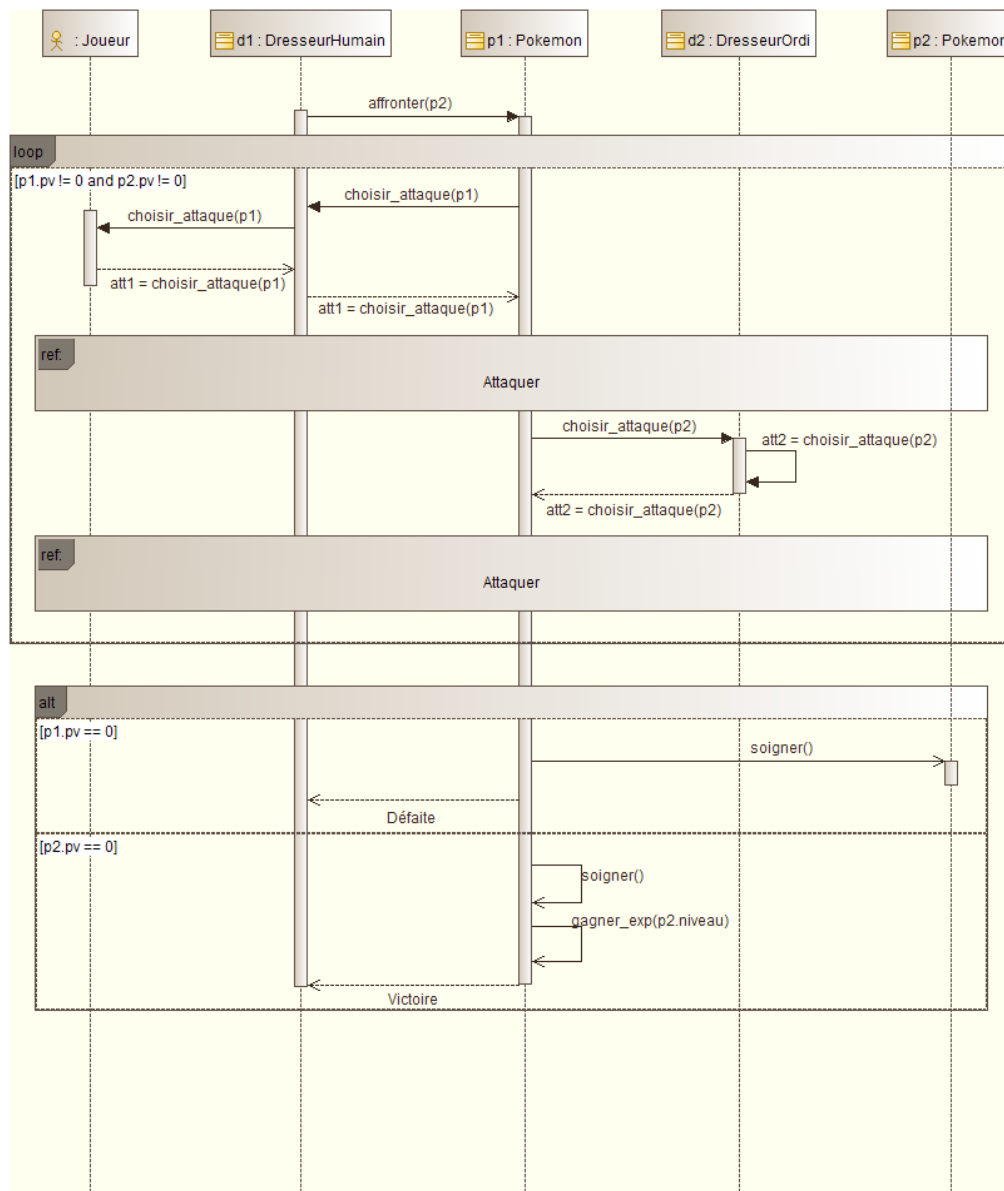 : Joueur
d1 : DresseurHumain
p1 : Pokemon
d2 : DresseurOrdi
p2 : Pokemon
affronter(p2)
loop
[p1.pv != 0 and p2.pv != 0]
choisir_attaque(p1)
choisir_attaque(p1)
att1 = choisir_attaque(p1)
att1 = choisir_attaque(p1)
ref:
Attaquer
choisir_attaque(p2)
att2 = choisir_attaque(p2)
att2 = choisir_attaque(p2)
ref:
Attaquer
alt
[p1.pv == 0]
soigner()
Défaite
[p2.pv == 0]
soigner()
gagner_exp(p2.niveau)
Victoire